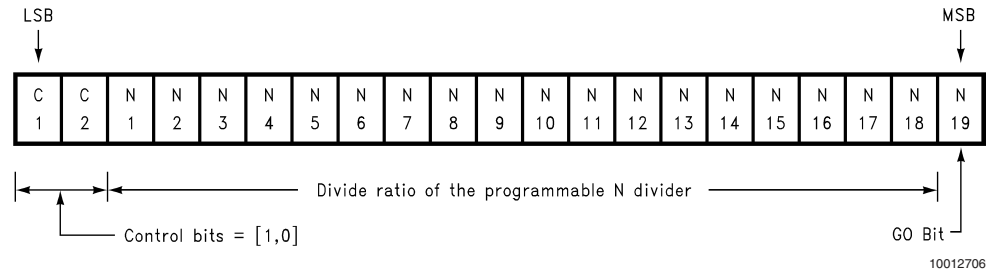 LSB MSB
C C N N N N N N N N N N N N N N N N N N N
1 2 1 2 3 4 5 6 7 8 9 10 11 12 13 14 15 16 17 18 19
Divide ratio of the programmable N divider
Control bits = [1,0] GO Bit
10012706